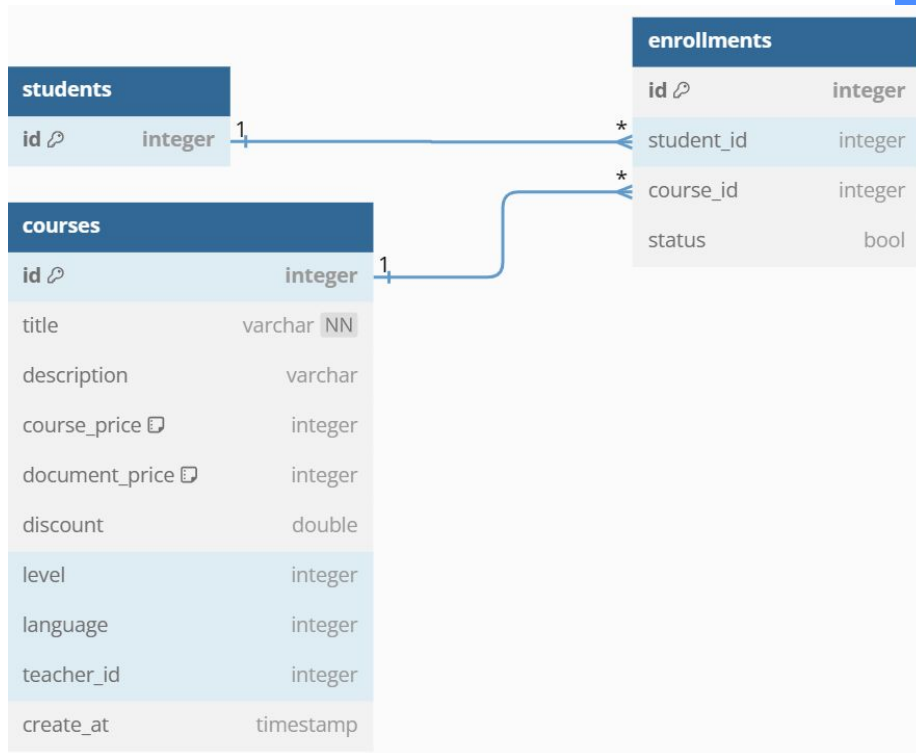 students
id integer
1
courses
id integer
1
title varchar NN
description varchar
course_price integer
document_price integer
discount double
level integer
language integer
teacher_id integer
create_at timestamp
enrollments
id integer
* student_id integer
* course_id integer
status bool